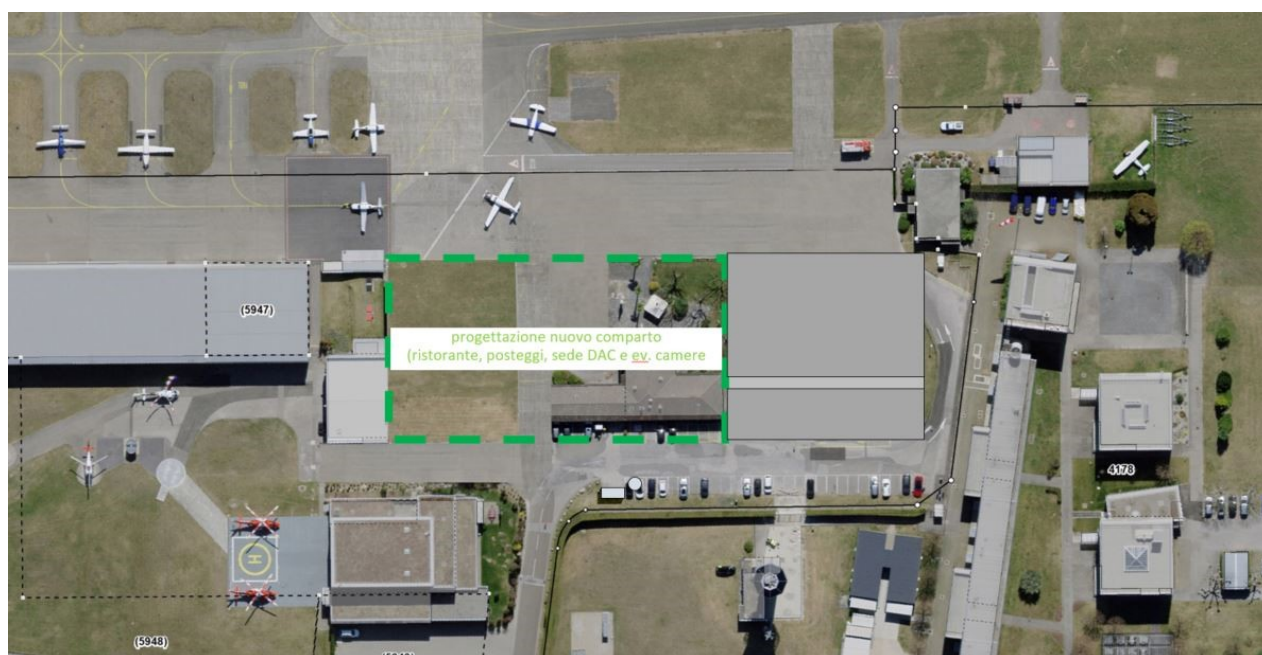 (5947)
progettazione nuovo comparto
(ristorante, posteggi, sede DAC e ev. camere
4178
H
(5948)